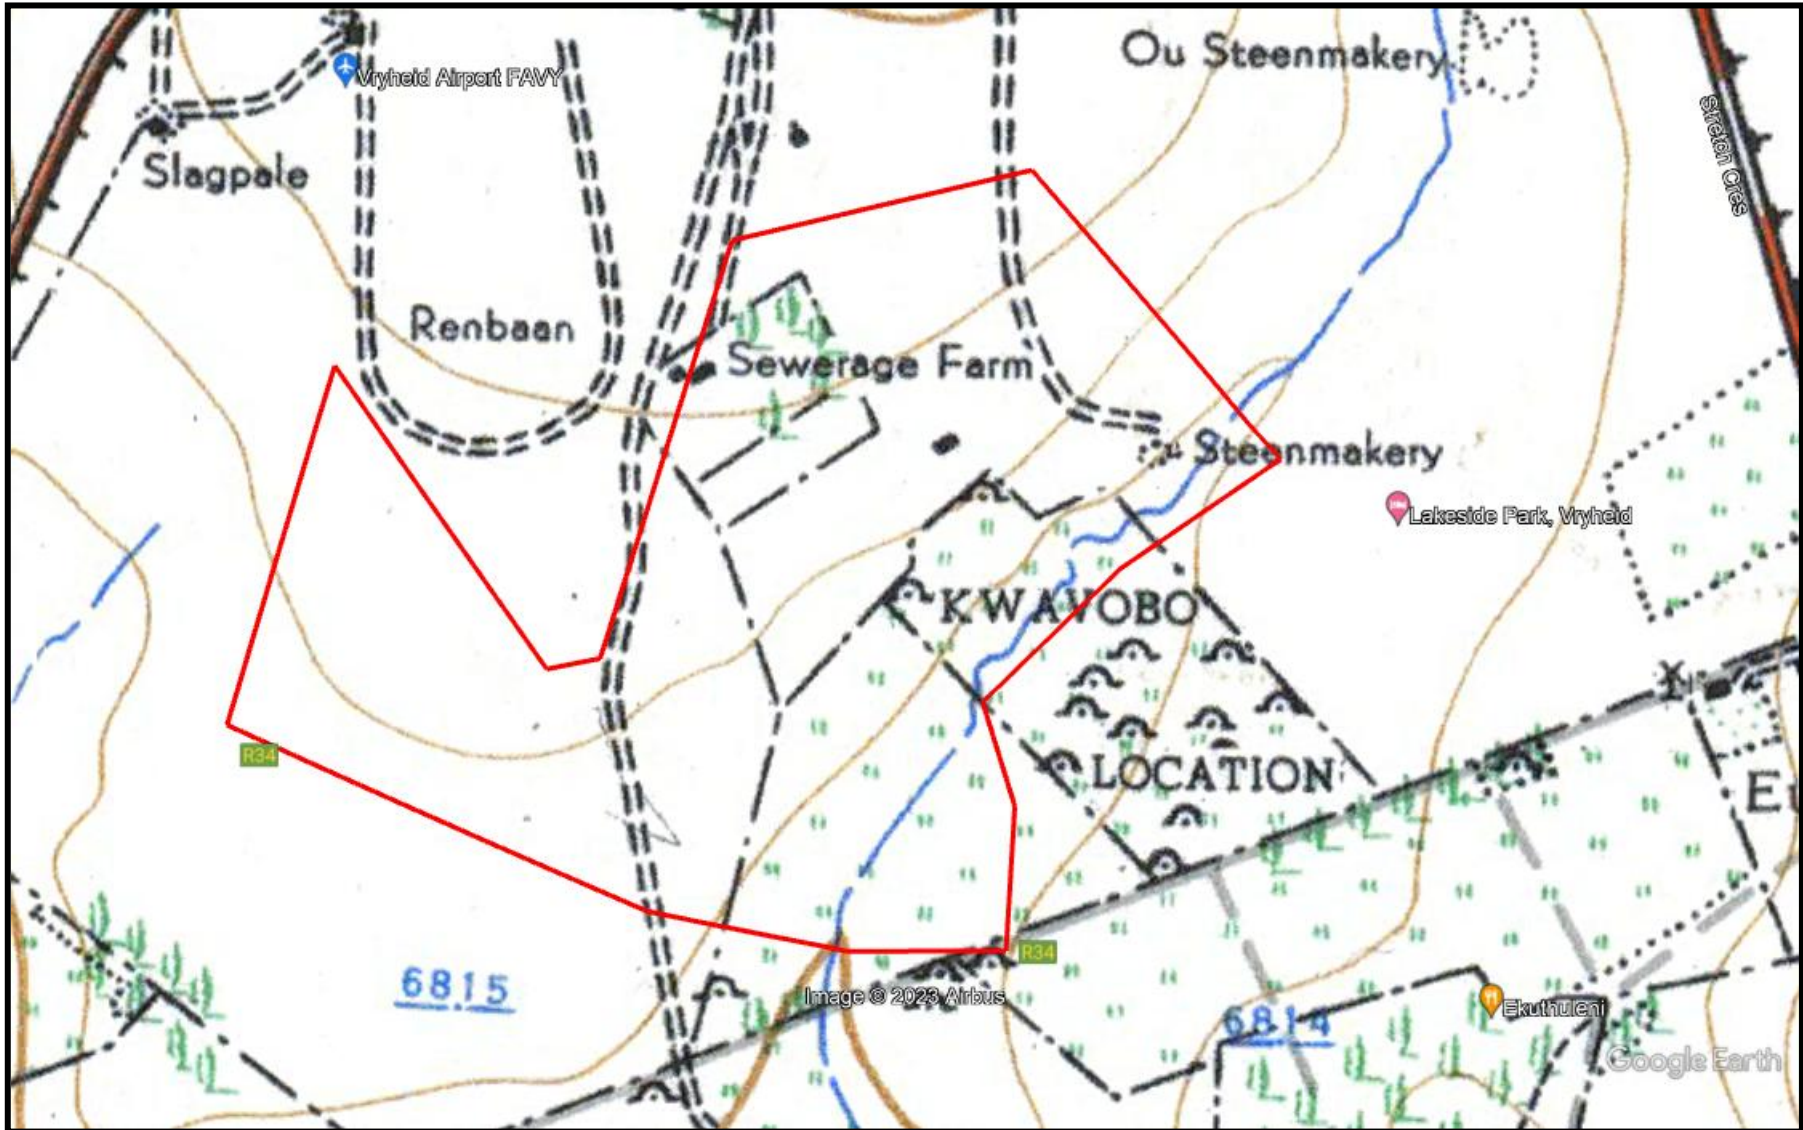 Ou Steenmakery
Vryheid Airport FAVY
Stretch Cres
Slagpale
Renbaan
Sewerage Farm
Steenmakery
Lakeside Park, Vryheid
KWAVOBO
LOCATION
R34
R34
6815
Image © 2023 Airbus
6814
Ekuthuleni
Google Earth